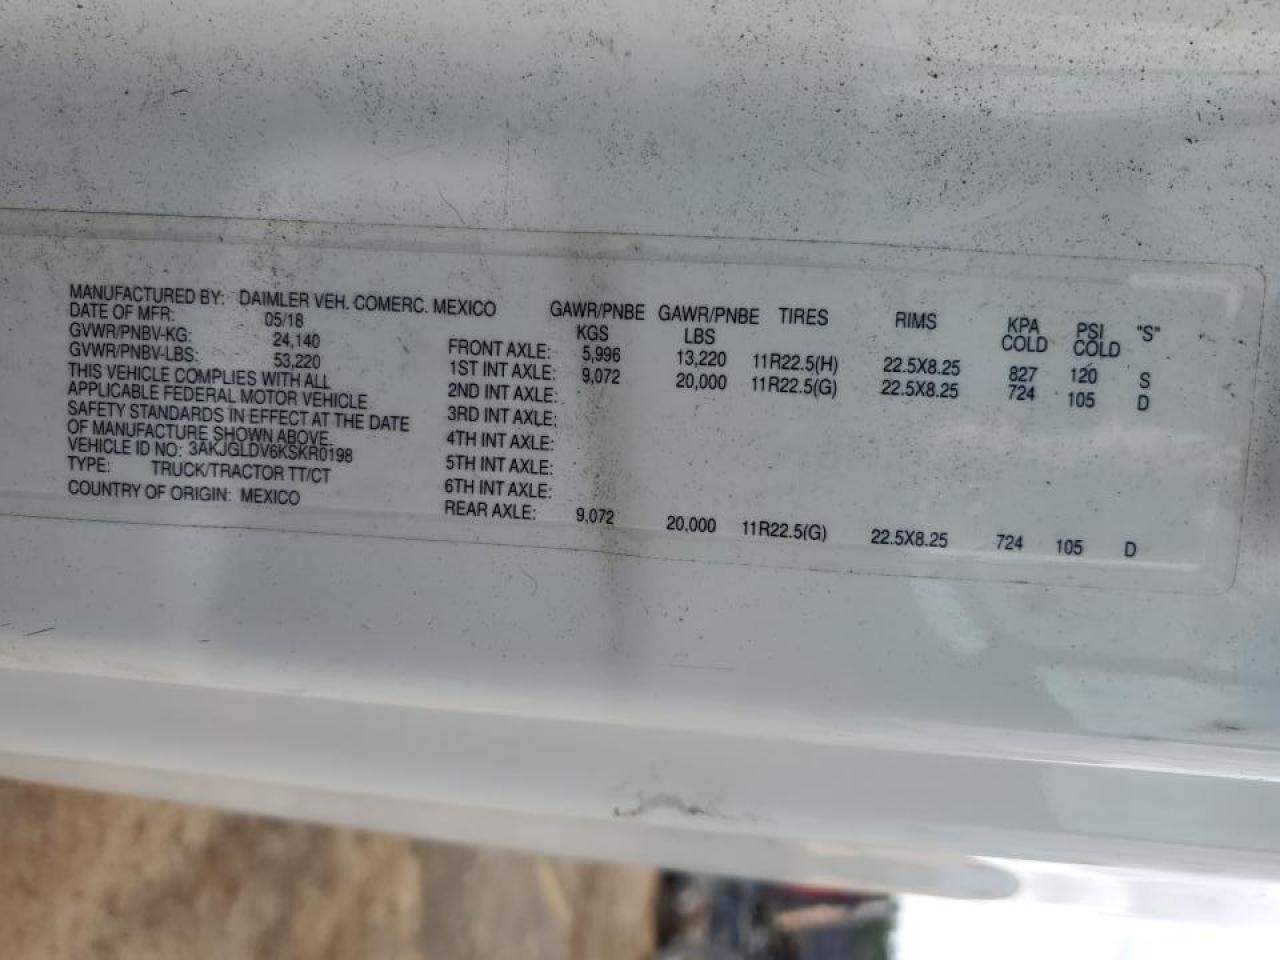 MANUFACTURED BY: DAIMLER VEH. COMERC. MEXICO
DATE OF MFR: 05/18
GVWR/PNBV-KG: 24,140
GVWR/PNBV-LBS: 53,220
THIS VEHICLE COMPLIES WITH ALL
APPLICABLE FEDERAL MOTOR VEHICLE
SAFETY STANDARDS IN EFFECT AT THE DATE
OF MANUFACTURE SHOWN ABOVE.
VEHICLE ID NO: 3AKJGLDV6KSKR0198
TYPE: TRUCK/TRACTOR TT/CT
COUNTRY OF ORIGIN: MEXICO
GAWR/PNBE GAWR/PNBE TIRES RIMS KPA PSI "S"
KGS LBS COLD COLD
FRONT AXLE: 5,996 13,220 11R22.5(H) 22.5X8.25 827 120 S
1ST INT AXLE: 9,072 20,000 11R22.5(G) 22.5X8.25 724 105 D
2ND INT AXLE:
3RD INT AXLE:
4TH INT AXLE:
5TH INT AXLE:
6TH INT AXLE:
REAR AXLE: 9,072 20,000 11R22.5(G) 22.5X8.25 724 105 D